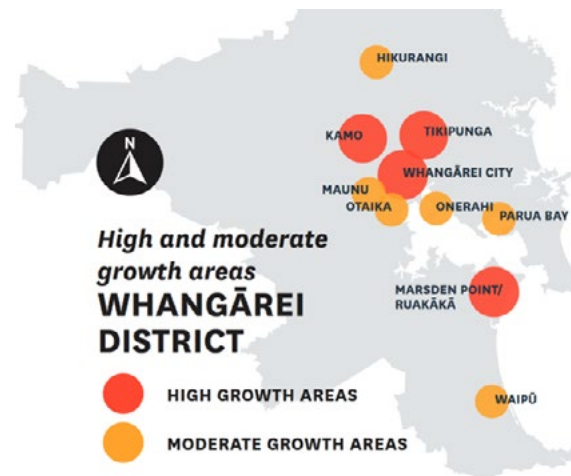 HIKURANGI
KAMO
TIKIPUNGA
WHANGĀREI CITY
MAUNU
OTAIKA
ONERAHI
PARUA BAY
N
High and moderate
growth areas
WHANGĀREI
DISTRICT
MARSDEN POINT/
RUAKĀKĀ
HIGH GROWTH AREAS
WAIPŪ
MODERATE GROWTH AREAS